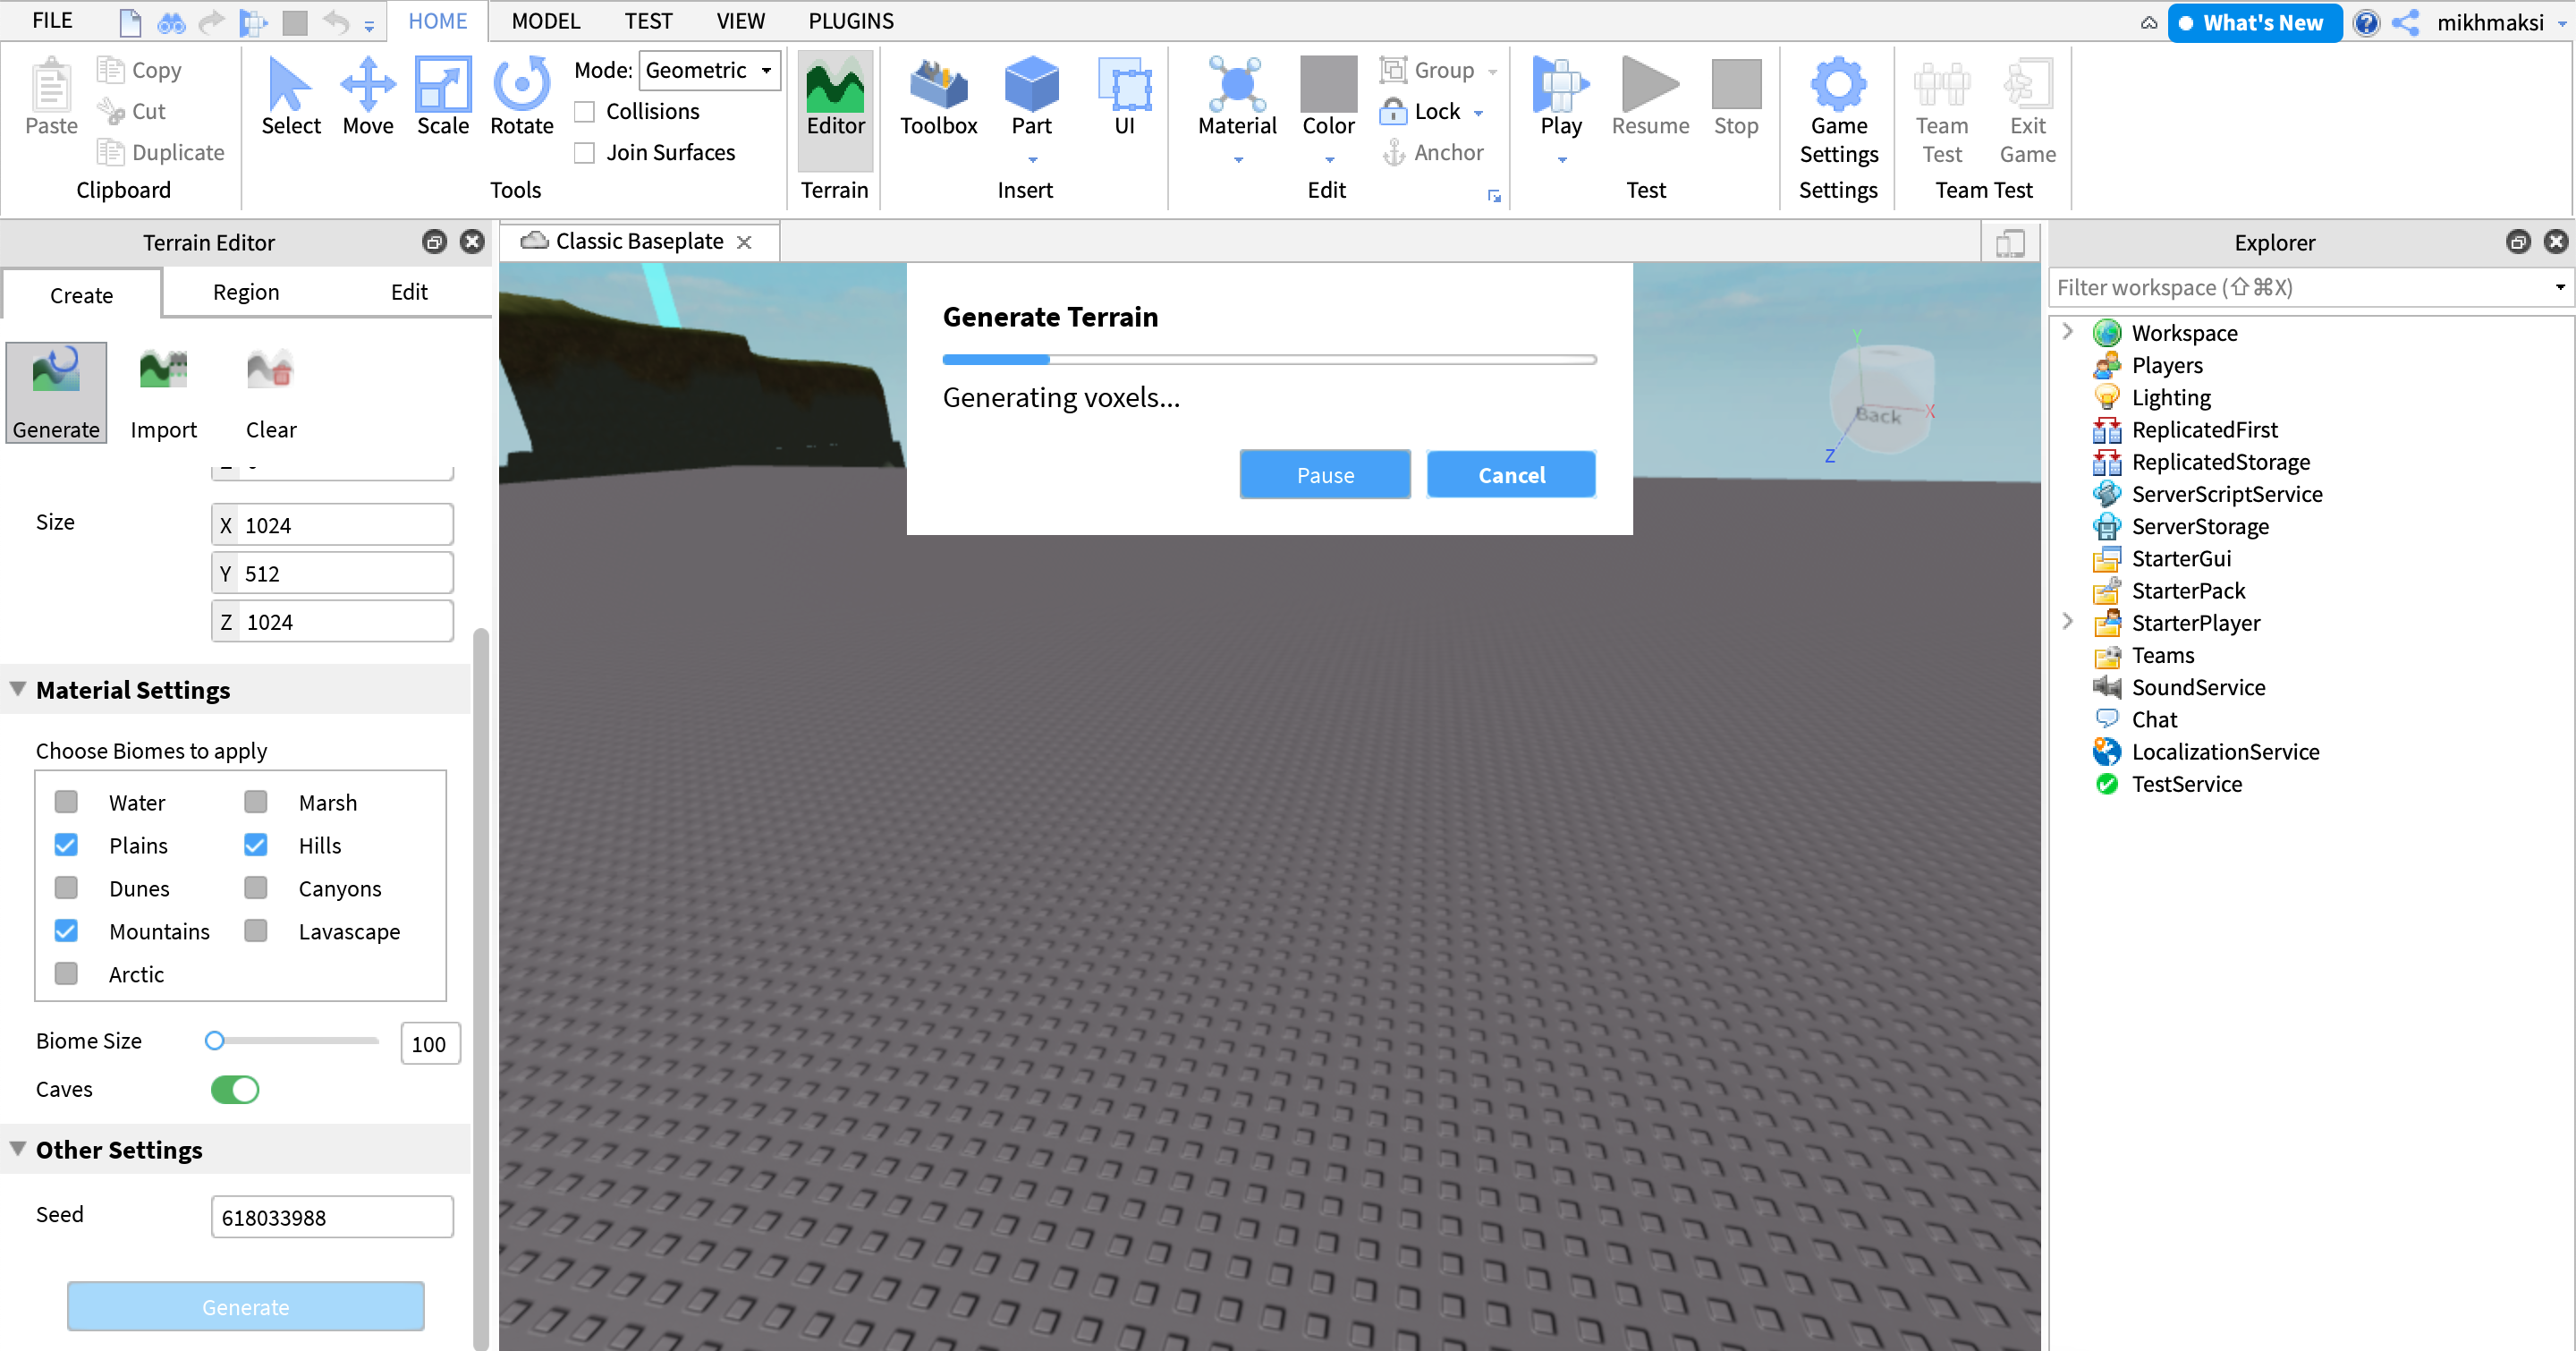 FILE HOME MODEL TEST VIEW PLUGINS What's New mikhmaksi
Paste Copy Cut Duplicate Clipboard
Select Move Scale Rotate Mode: Geometric Collisions Join Surfaces Tools
Editor Terrain
Toolbox Part UI Insert
Material Color Group Lock Anchor Edit
Play Resume Stop Test
Game Settings Settings
Team Test Exit Game Team Test
Terrain Editor
Create Region Edit
Generate Import Clear
Size X 1024
Y 512
Z 1024
Material Settings
Choose Biomes to apply
Water Marsh
Plains Hills
Dunes Canyons
Mountains Lavascape
Arctic
Biome Size 100
Caves
Other Settings
Seed 618033988
Generate
Classic Baseplate
Generate Terrain
Generating voxels...
Pause Cancel
Y
Back X
Z
Explorer
Filter workspace (⇧⌘X)
Workspace
Players
Lighting
ReplicatedFirst
ReplicatedStorage
ServerScriptService
ServerStorage
StarterGui
StarterPack
StarterPlayer
Teams
SoundService
Chat
LocalizationService
TestService